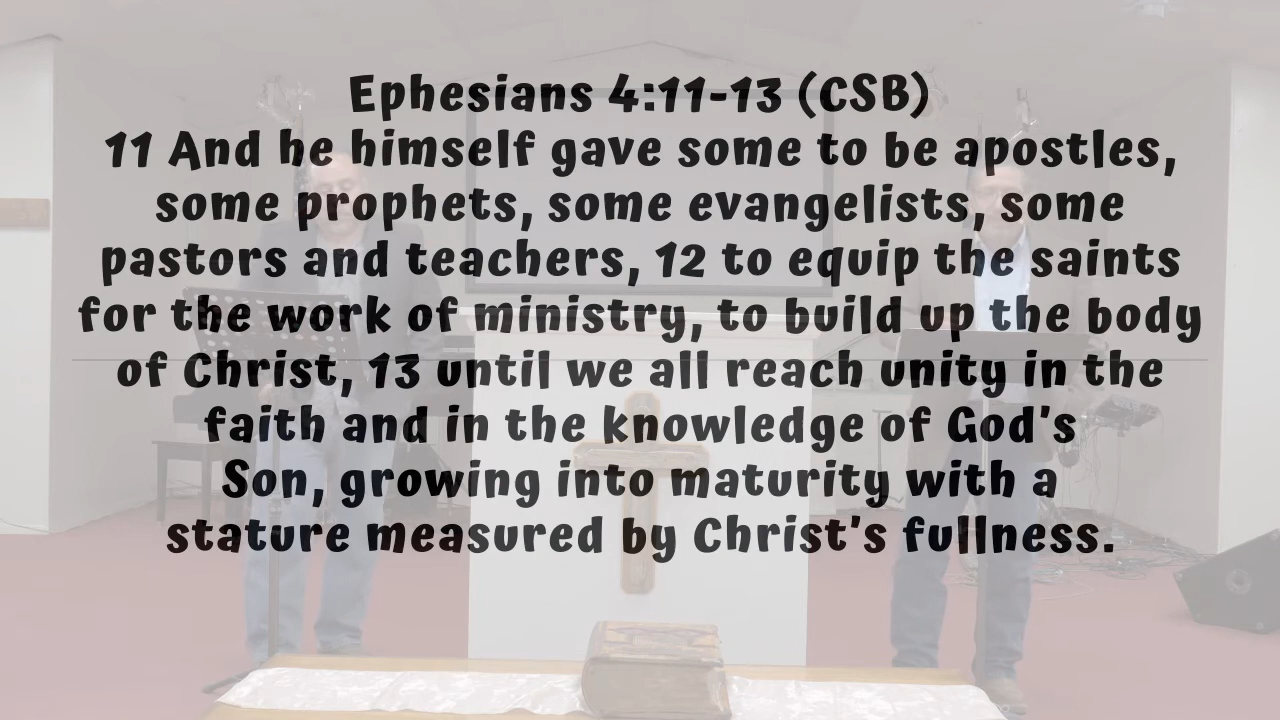 Ephesians 4:11-13 (CSB)
11 And he himself gave some to be apostles,
some prophets, some evangelists, some
pastors and teachers, 12 to equip the saints
for the work of ministry, to build up the body
of Christ, 13 until we all reach unity in the
faith and in the knowledge of God's
Son, growing into maturity with a
stature measured by Christ's fullness.